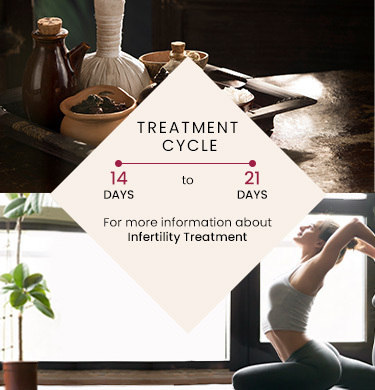 TREATMENT
CYCLE
14 to 21
DAYS DAYS
For more information about
Infertility Treatment